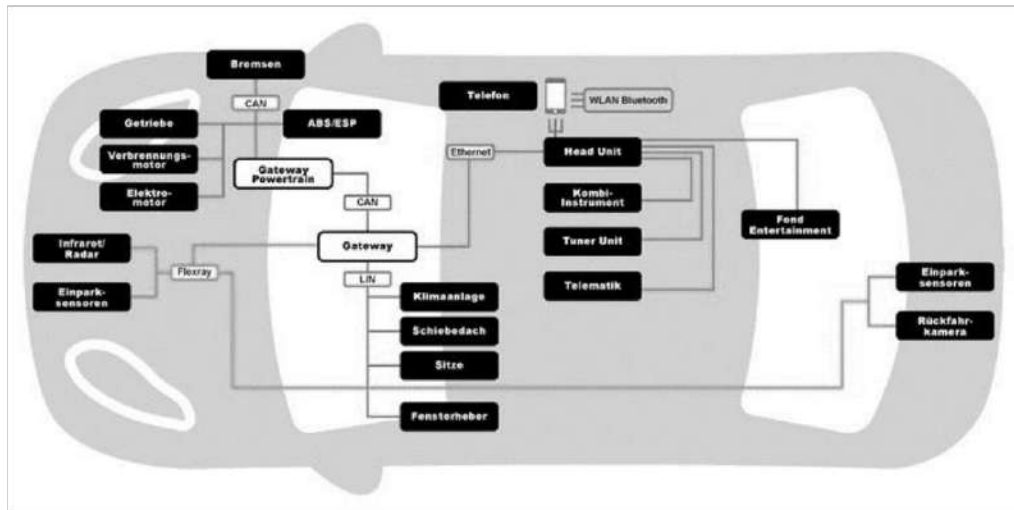 Bremsen
CAN
Getriebe
ABS/ESP
Verbrennungs-
motor
Elektro-
motor
Gateway
Powertrain
CAN
Gateway
LIN
Infrarot/
Radar
Einpark-
sensoren
Flexray
Klimaanlage
Schiebedach
Sitze
Fensterheber
Telefon
WLAN Bluetooth
Ethernet
Head Unit
Kombi-
Instrument
Tuner Unit
Telematik
Fond
Entertainment
Einpark-
sensoren
Rückfahr-
kamera